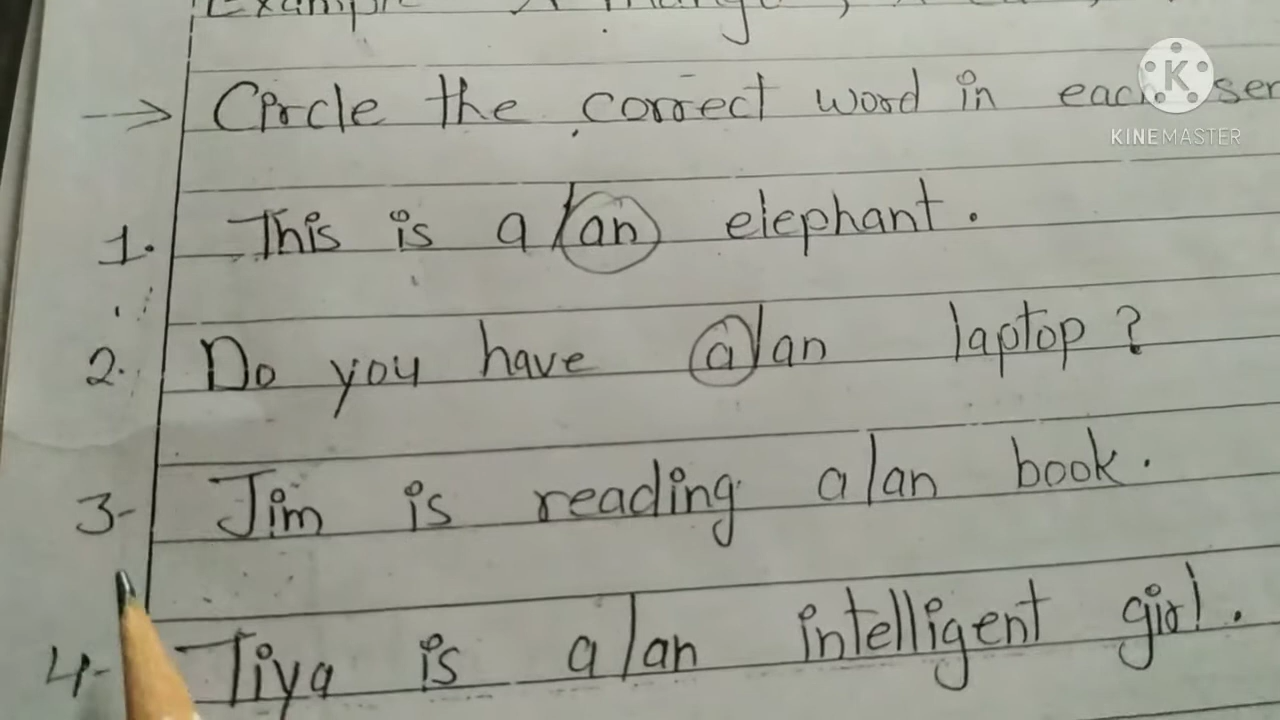 Example
→ Circle the correct word in each
KINEMASTER
1. This is a/an elephant.
2. Do you have a/an laptop?
3- Jim is reading a/an book.
4- Tiya is a/an intelligent girl.